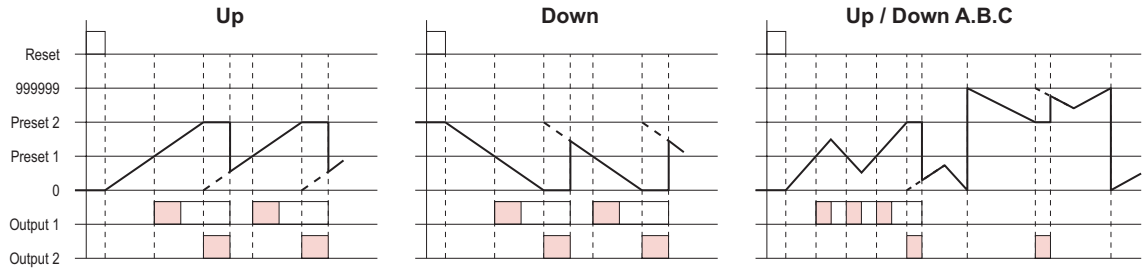 Up
Down
Up / Down A.B.C
Reset
999999
Preset 2
Preset 1
0
Output 1
Output 2